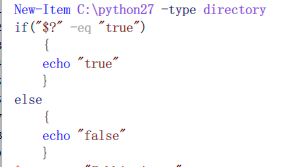 New-Item C:\python27 -type directory
if("$?" -eq "true")
{
echo "true"
}
else
{
echo "false"
}